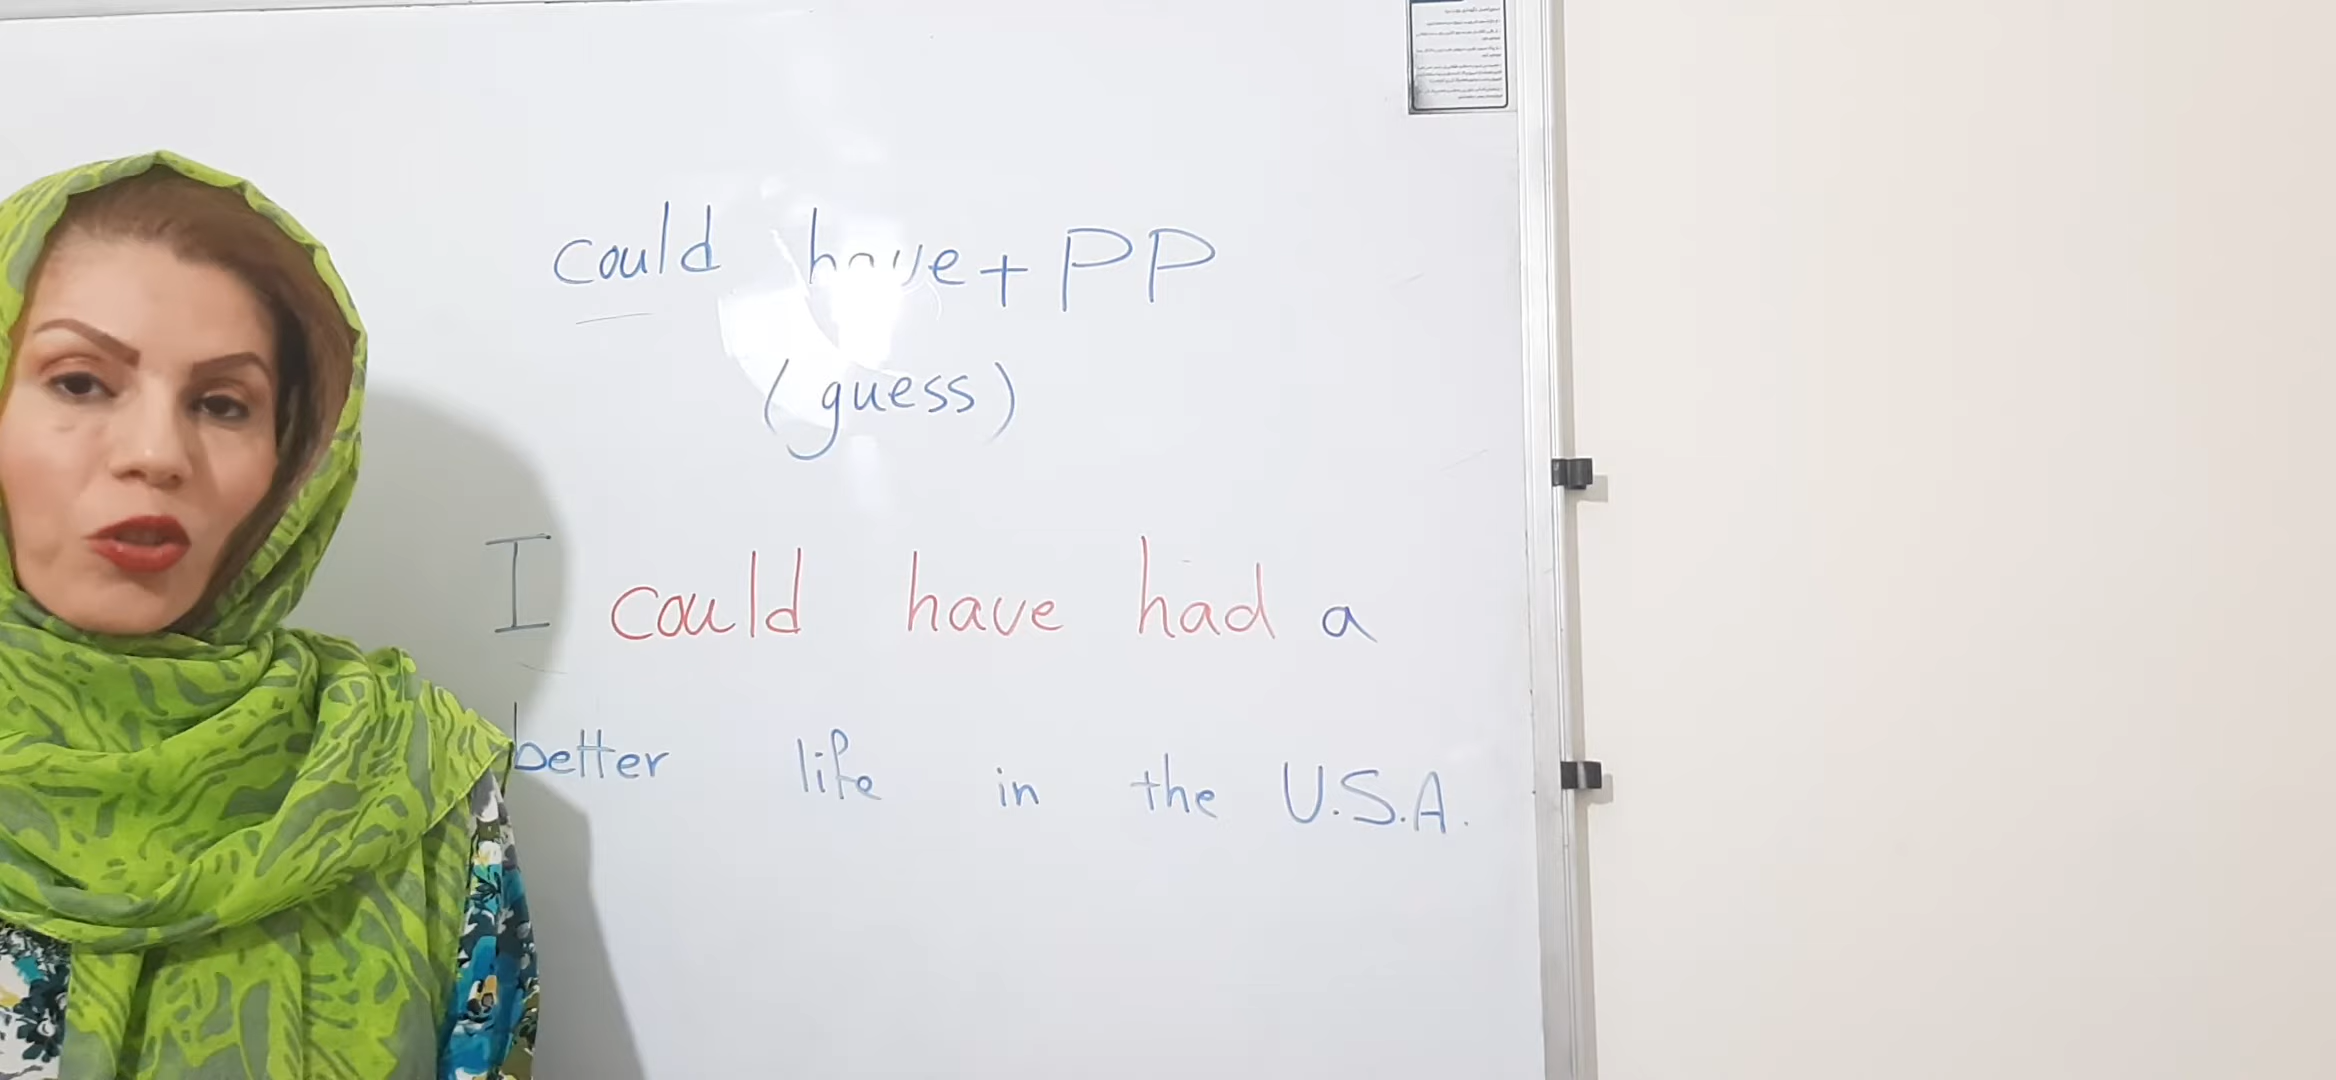 could have + PP
(guess)
I could have had a
better life in the U.S.A.